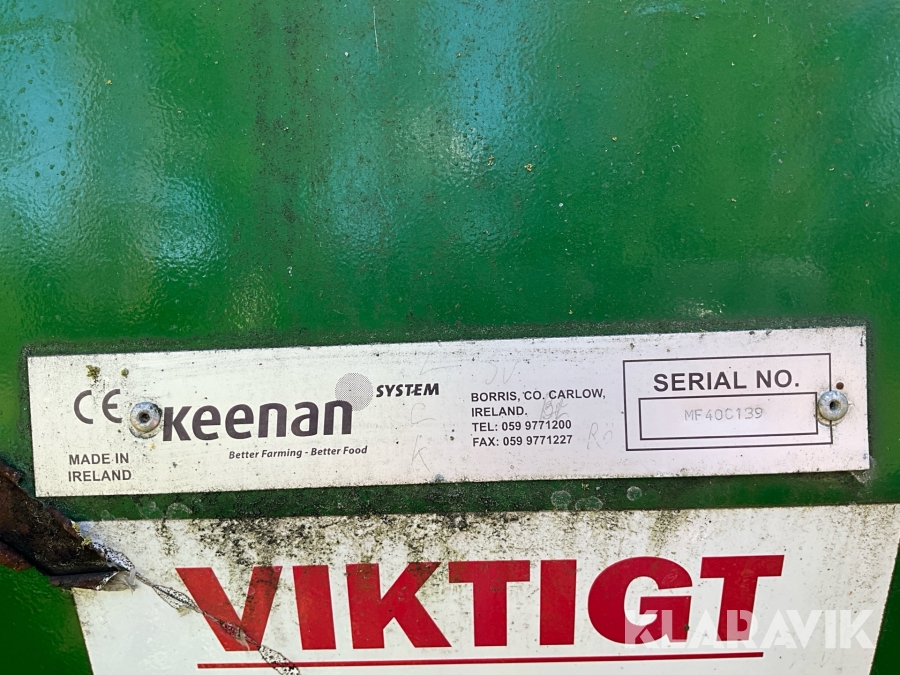 CE
MADE IN
IRELAND
Keenan SYSTEM
Better Farming - Better Food
BORRIS, CO. CARLOW,
IRELAND.
TEL: 059 9771200
FAX: 059 9771227
SERIAL NO.
MF40C139
VIKTIGT
KLARAVIK